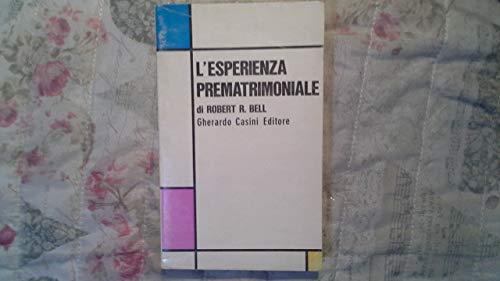 L'ESPERIENZA
PREMATRIMONIALE
di ROBERT R. BELL
Gherardo Casini Editore